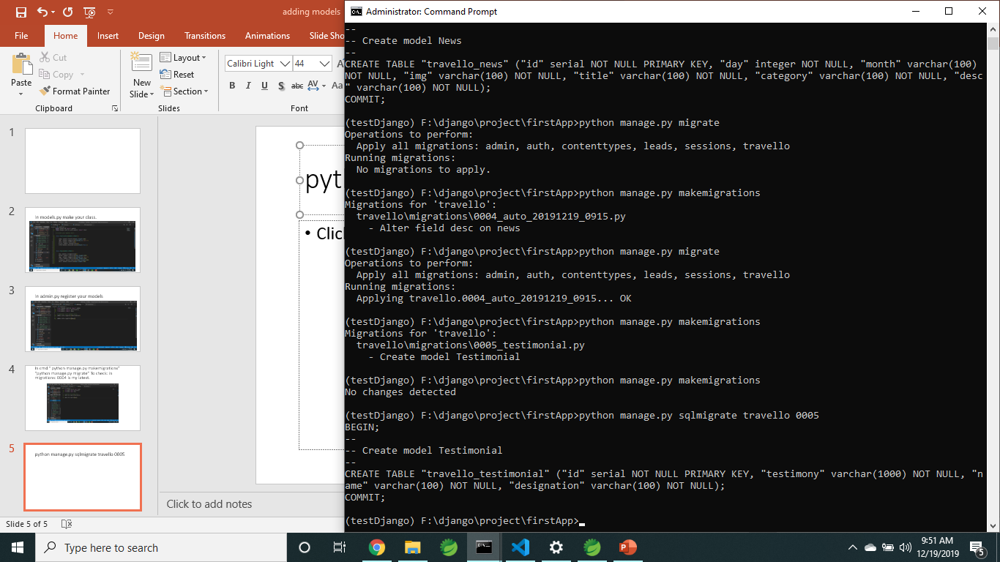 adding models
Administrator: Command Prompt
File
Home
Insert
Design
Transitions
Animations
Slide Sho
Paste
Cut
Copy
Format Painter
Clipboard
New
Slide
Layout
Reset
Section
Slides
Calibri Light
44
B I U S abc AV Aa
Font
1
2
In models.py make your class.
3
In admin.py register your models
4
In cmd " python manage.py makemigrations"
"python manage.py migrate" To check: in
migrations: 0004 is my latest.
5
python manage.py sqlmigrate travello 0005
pyt
• Click
Click to add notes
Slide 5 of 5
--
-- Create model News
--
CREATE TABLE "travello_news" ("id" serial NOT NULL PRIMARY KEY, "day" integer NOT NULL, "month" varchar(100)
NOT NULL, "img" varchar(100) NOT NULL, "title" varchar(100) NOT NULL, "category" varchar(100) NOT NULL, "desc
" varchar(100) NOT NULL);
COMMIT;
(testDjango) F:\django\project\firstApp>python manage.py migrate
Operations to perform:
Apply all migrations: admin, auth, contenttypes, leads, sessions, travello
Running migrations:
No migrations to apply.
(testDjango) F:\django\project\firstApp>python manage.py makemigrations
Migrations for 'travello':
travello\migrations\0004_auto_20191219_0915.py
- Alter field desc on news
(testDjango) F:\django\project\firstApp>python manage.py migrate
Operations to perform:
Apply all migrations: admin, auth, contenttypes, leads, sessions, travello
Running migrations:
Applying travello.0004_auto_20191219_0915... OK
(testDjango) F:\django\project\firstApp>python manage.py makemigrations
Migrations for 'travello':
travello\migrations\0005_testimonial.py
- Create model Testimonial
(testDjango) F:\django\project\firstApp>python manage.py makemigrations
No changes detected
(testDjango) F:\django\project\firstApp>python manage.py sqlmigrate travello 0005
BEGIN;
--
-- Create model Testimonial
--
CREATE TABLE "travello_testimonial" ("id" serial NOT NULL PRIMARY KEY, "testimony" varchar(1000) NOT NULL, "n
ame" varchar(100) NOT NULL, "designation" varchar(100) NOT NULL);
COMMIT;
(testDjango) F:\django\project\firstApp>
Type here to search
9:51 AM
12/19/2019
5